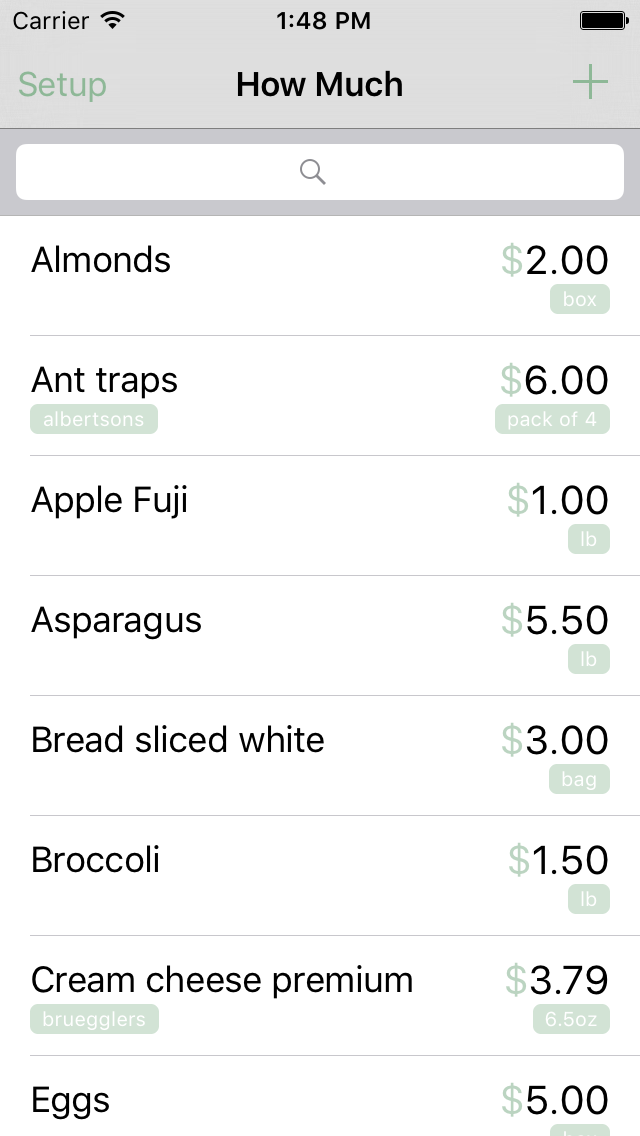 Carrier 1:48 PM
Setup How Much +
Almonds $2.00
box
Ant traps $6.00
albertsons pack of 4
Apple Fuji $1.00
lb
Asparagus $5.50
lb
Bread sliced white $3.00
bag
Broccoli $1.50
lb
Cream cheese premium $3.79
brueggers 6.5oz
Eggs $5.00